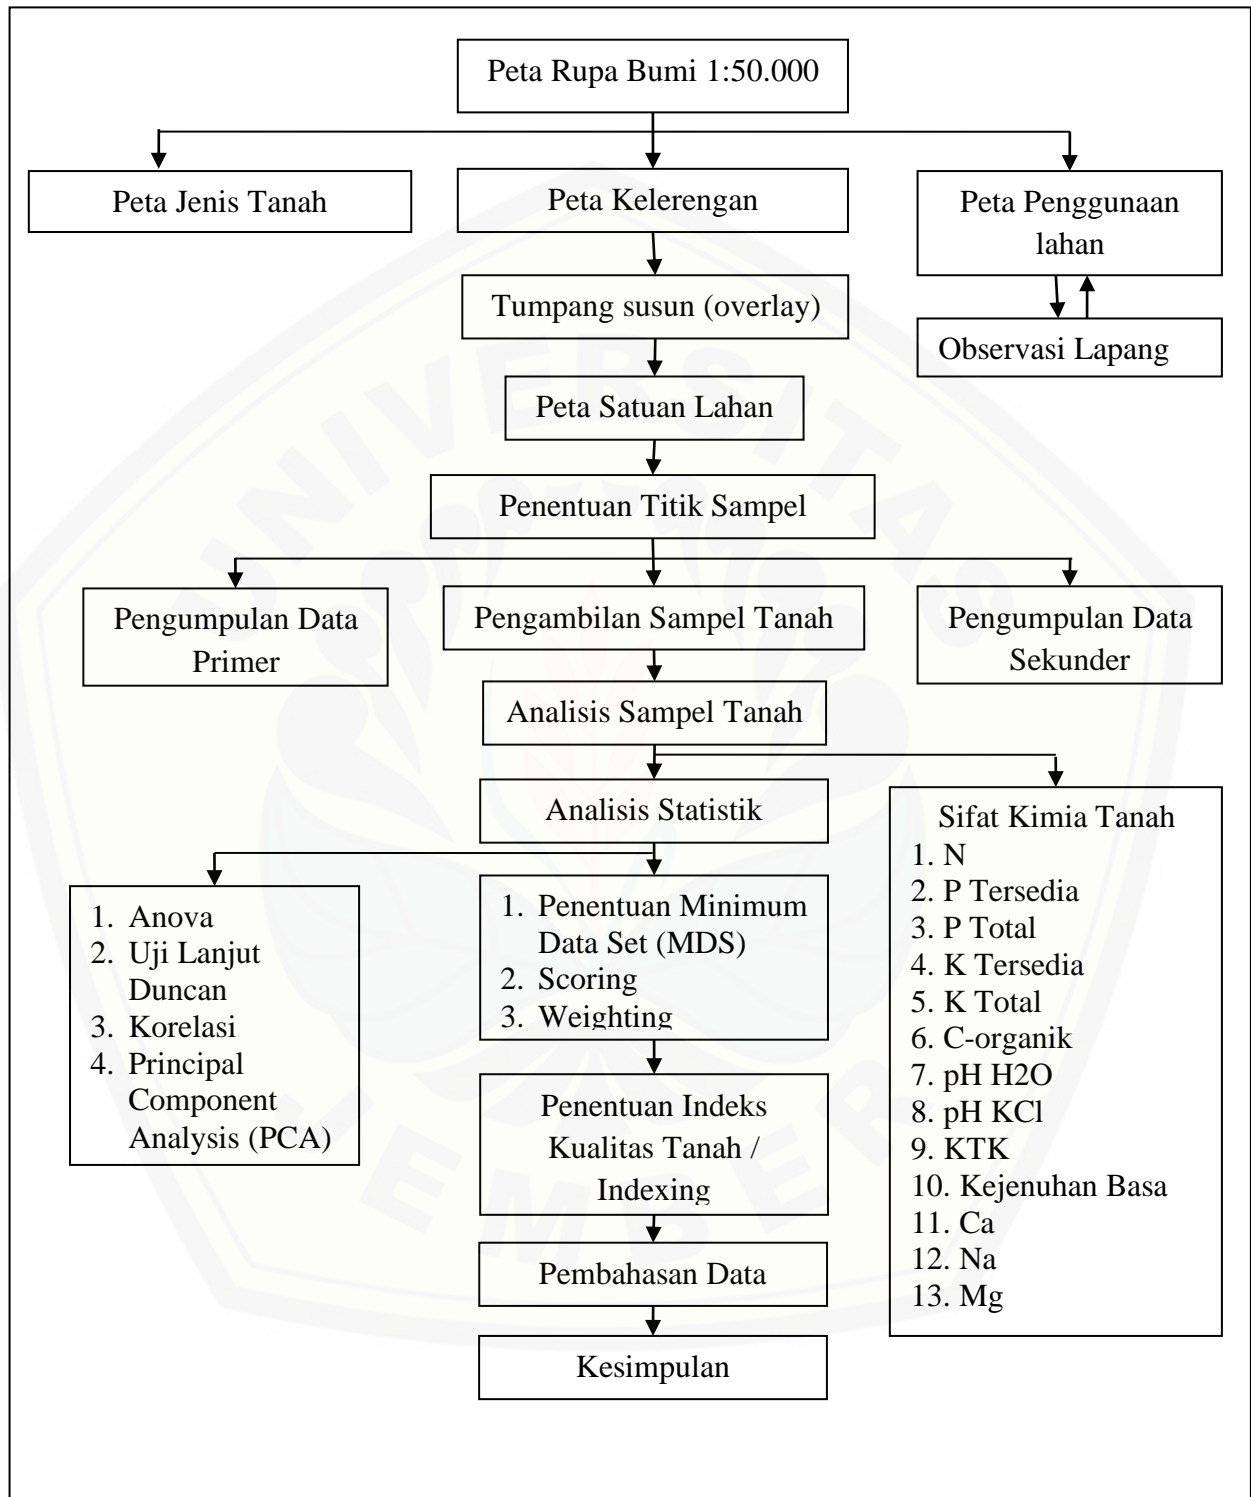 Peta Rupa Bumi 1:50.000
Peta Jenis Tanah
Peta Kelerengan
Peta Penggunaan
lahan
Tumpang susun (overlay)
Observasi Lapang
Peta Satuan Lahan
Penentuan Titik Sampel
Pengumpulan Data
Primer
Pengambilan Sampel Tanah
Pengumpulan Data
Sekunder
Analisis Sampel Tanah
Analisis Statistik
Sifat Kimia Tanah
1. N
2. P Tersedia
3. P Total
4. K Tersedia
5. K Total
6. C-organik
7. pH H2O
8. pH KCl
9. KTK
10. Kejenuhan Basa
11. Ca
12. Na
13. Mg
1. Anova
2. Uji Lanjut
Duncan
3. Korelasi
4. Principal
Component
Analysis (PCA)
1. Penentuan Minimum
Data Set (MDS)
2. Scoring
3. Weighting
Penentuan Indeks
Kualitas Tanah /
Indexing
Pembahasan Data
Kesimpulan
UNIVERSITAS
JEMBER